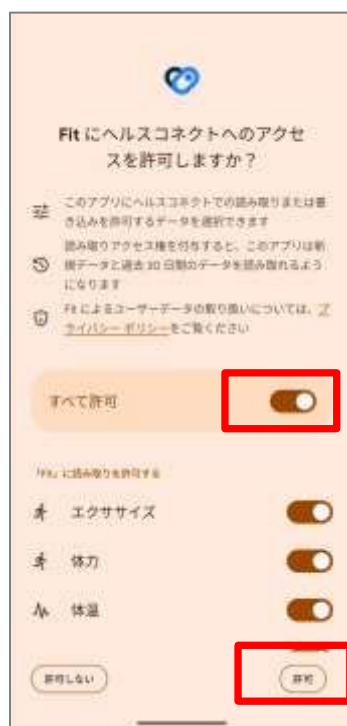 Fit にヘルスコネクトへのアクセ
スを許可しますか？
このアプリにヘルスコネクトでの読み取りまたは書
き込みを許可するデータを選択できます
読み取りアクセス権を付与すると、このアプリは新
規データと過去 30 日間のデータを読み取れるよう
になります
Fit によるユーザーデータの取り扱いについては、プ
ライバシー ポリシーをご覧ください
すべて許可
「Fit」に読み取りを許可する
エクササイズ
体力
体温
許可しない
許可